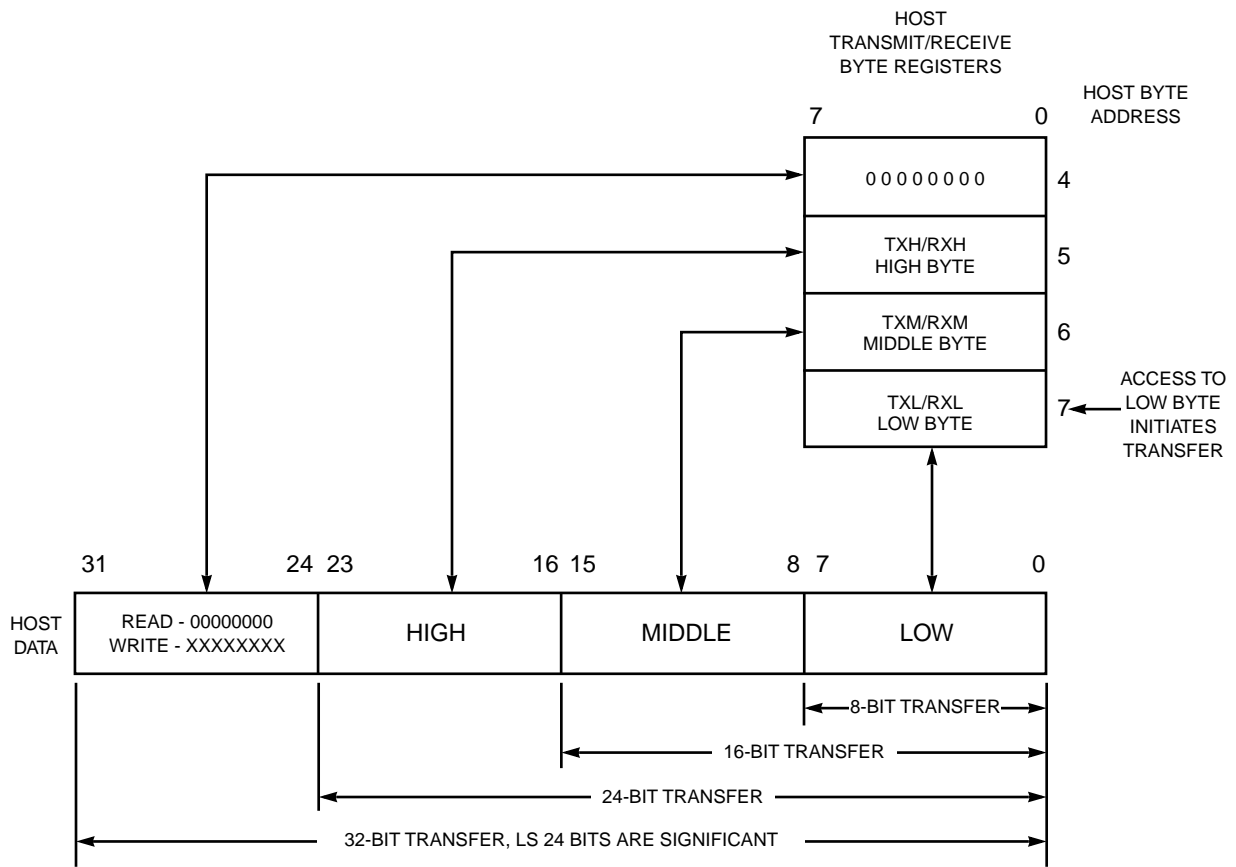 HOST
TRANSMIT/RECEIVE
BYTE REGISTERS
HOST BYTE
ADDRESS
7 0
0 0 0 0 0 0 0 0
4
TXH/RXH
HIGH BYTE
5
TXM/RXM
MIDDLE BYTE
6
TXL/RXL
LOW BYTE
7
ACCESS TO
LOW BYTE
INITIATES
TRANSFER
31 24 23 16 15 8 7 0
HOST
DATA
READ - 00000000
WRITE - XXXXXXXX
HIGH
MIDDLE
LOW
8-BIT TRANSFER
16-BIT TRANSFER
24-BIT TRANSFER
32-BIT TRANSFER, LS 24 BITS ARE SIGNIFICANT